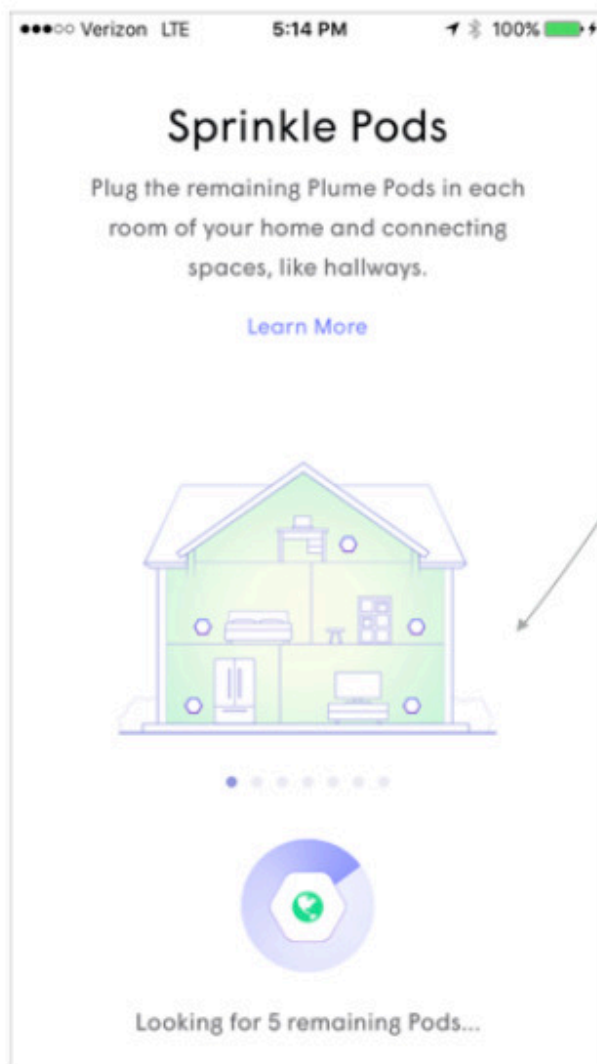 Verizon LTE 5:14 PM 100%
Sprinkle Pods
Plug the remaining Plume Pods in each
room of your home and connecting
spaces, like hallways.
Learn More
Looking for 5 remaining Pods...